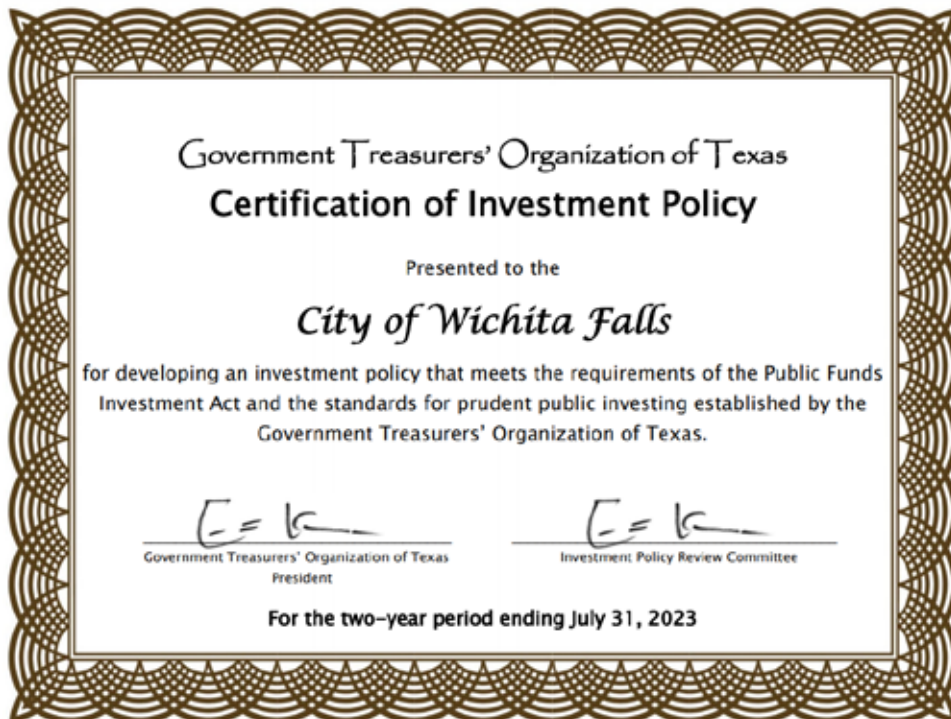 Government Treasurers' Organization of Texas
Certification of Investment Policy
Presented to the
City of Wichita Falls
for developing an investment policy that meets the requirements of the Public Funds
Investment Act and the standards for prudent public investing established by the
Government Treasurers' Organization of Texas.
Government Treasurers' Organization of Texas
President
Investment Policy Review Committee
For the two-year period ending July 31, 2023